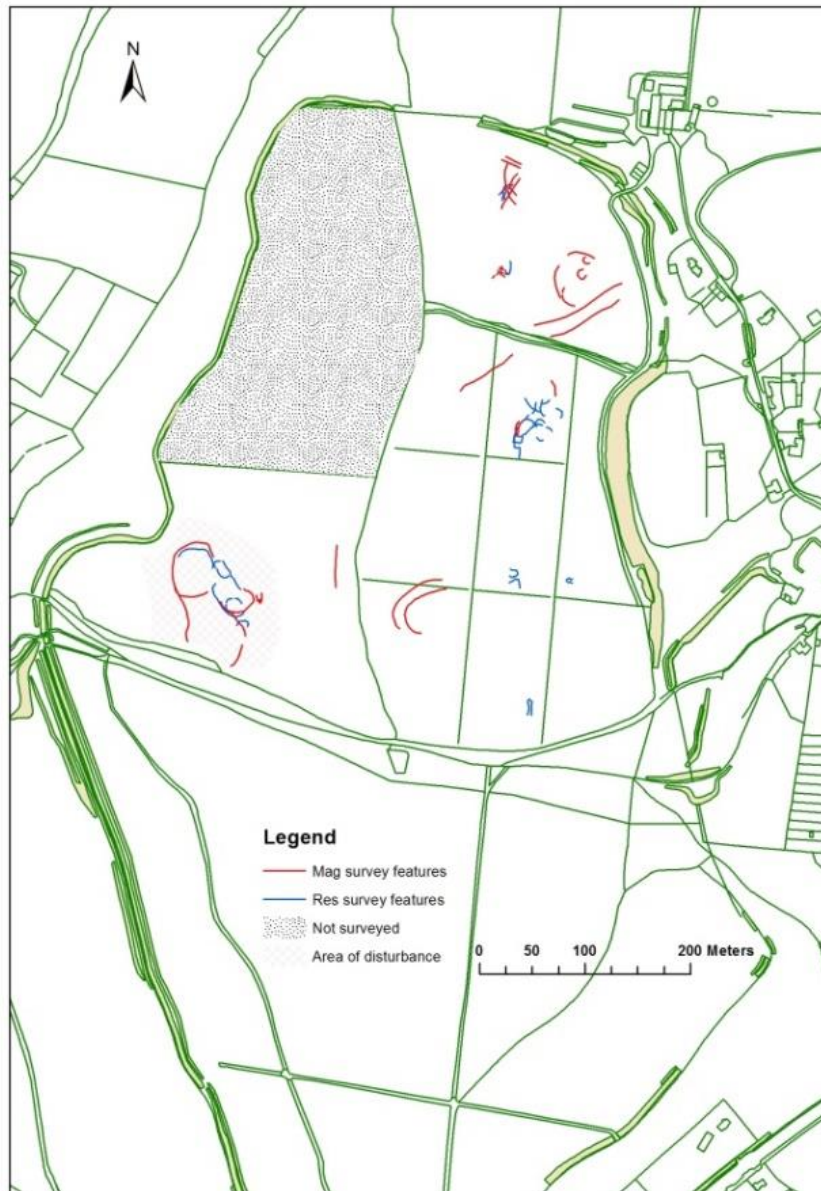 N
Legend
Mag survey features
Res survey features
Not surveyed
Area of disturbance
0 50 100 200 Meters